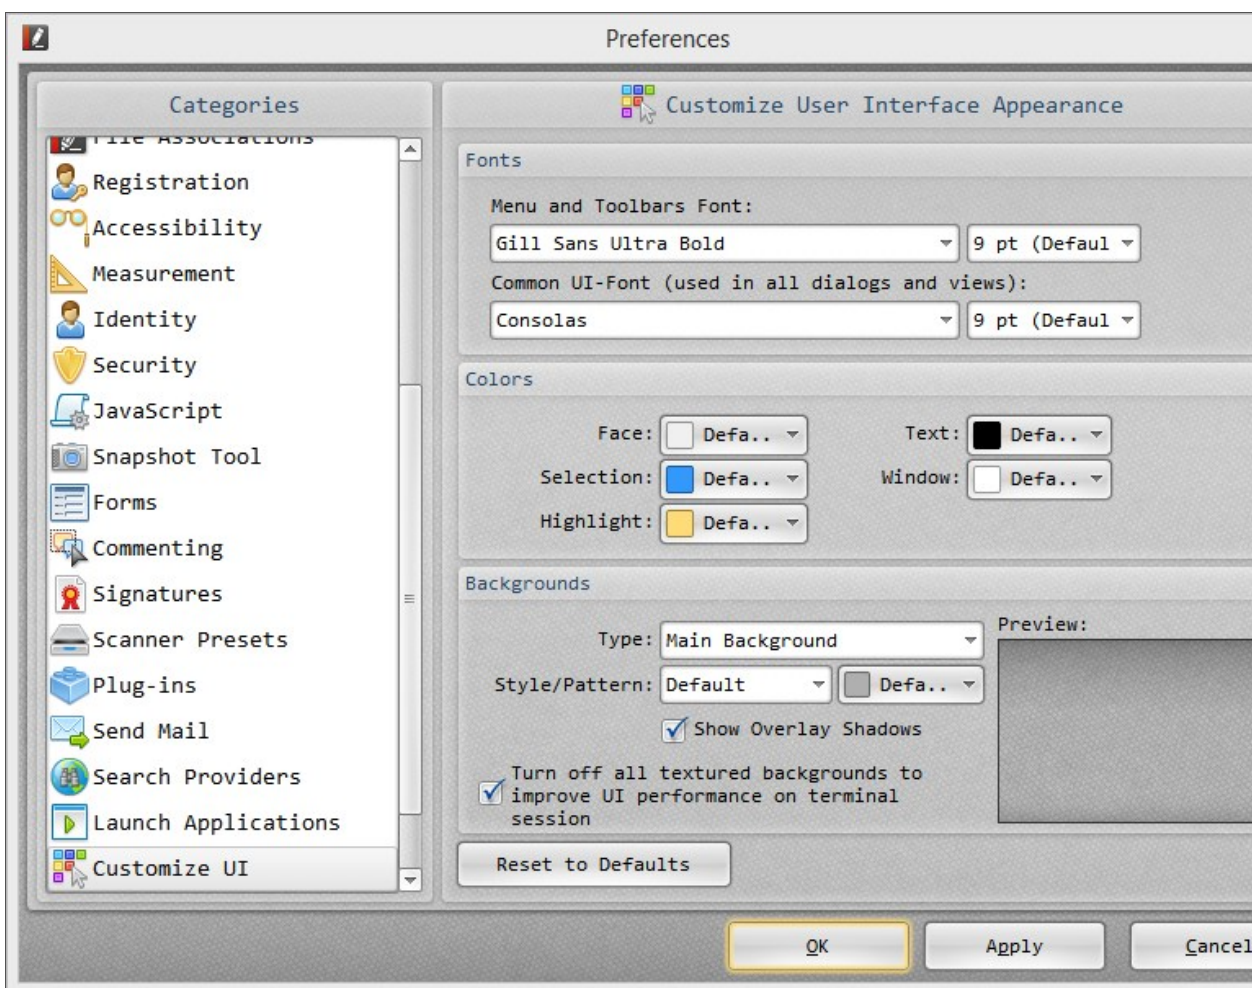 Preferences
Categories
File Associations
Registration
Accessibility
Measurement
Identity
Security
JavaScript
Snapshot Tool
Forms
Commenting
Signatures
Scanner Presets
Plug-ins
Send Mail
Search Providers
Launch Applications
Customize UI
Customize User Interface Appearance
Fonts
Menu and Toolbars Font:
Gill Sans Ultra Bold 9 pt (Defaul
Common UI-Font (used in all dialogs and views):
Consolas 9 pt (Defaul
Colors
Face: Defa.. Text: Defa..
Selection: Defa.. Window: Defa..
Highlight: Defa..
Backgrounds
Type: Main Background
Style/Pattern: Default Defa..
Show Overlay Shadows
Turn off all textured backgrounds to
improve UI performance on terminal
session
Preview:
Reset to Defaults
OK Apply Cancel